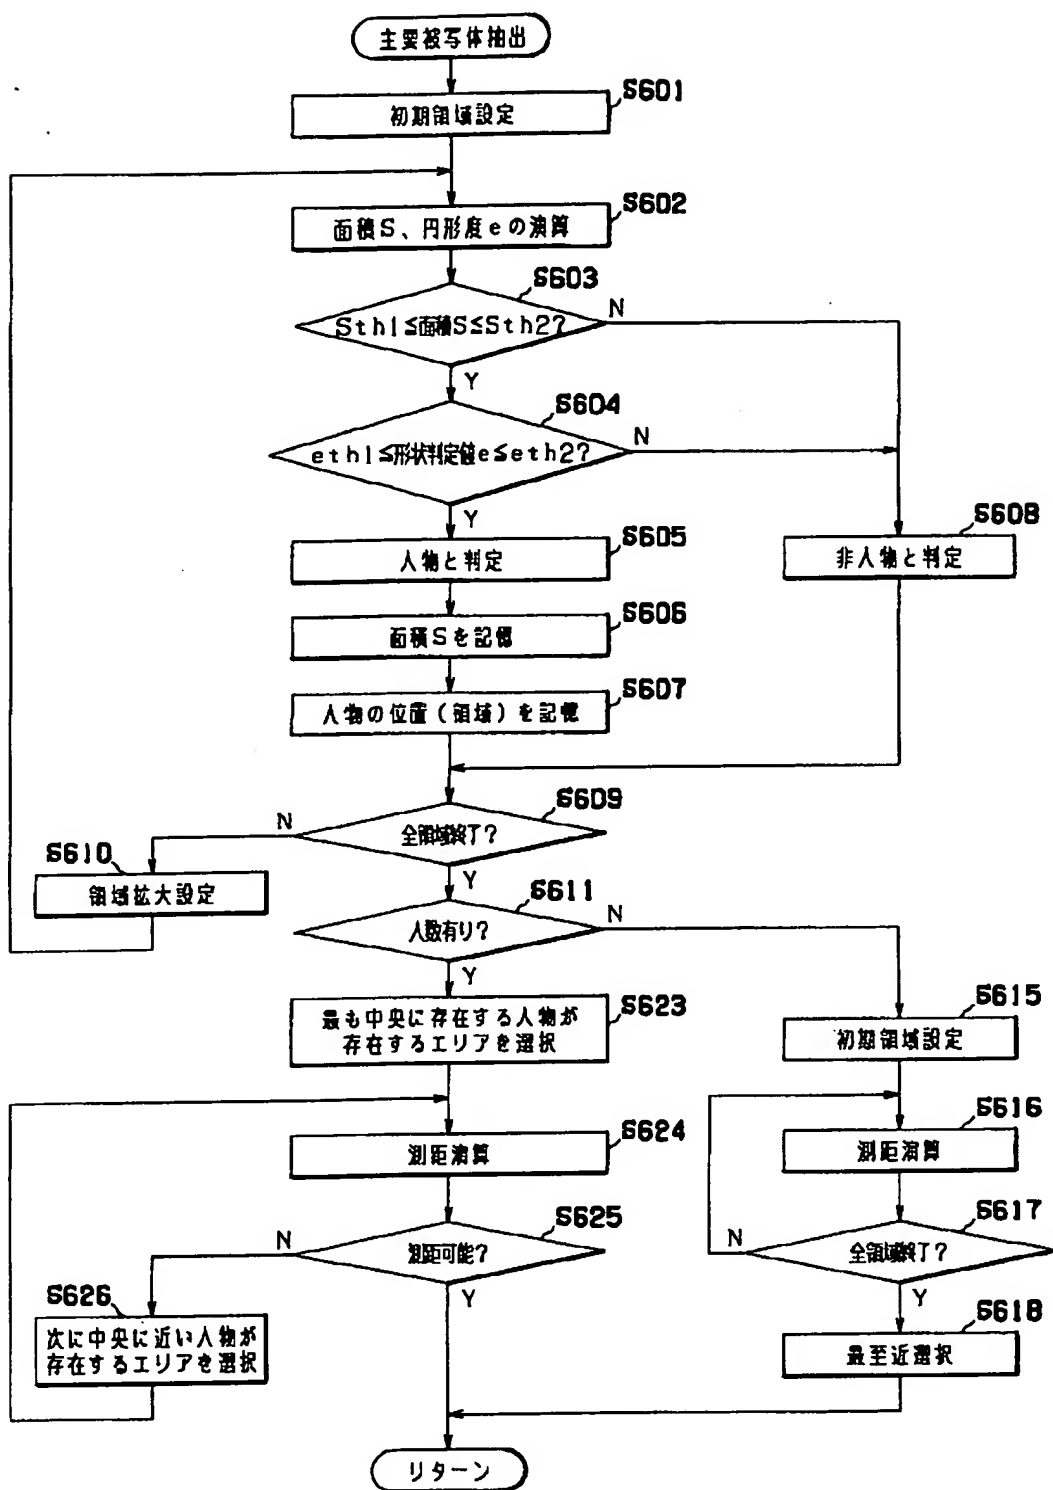 主要被写体抽出
S601
初期領域設定
S602
面積S、円形度eの演算
S603
Sth1≦面積S≦Sth2?
N
Y
S604
eth1≦形状判定値e≦eth2?
N
Y
S605
人物と判定
S608
非人物と判定
S606
面積Sを記憶
S607
人物の位置(領域)を記憶
S609
全領域終了?
N
Y
S610
領域拡大設定
S611
人数有り?
N
Y
S623
最も中央に存在する人物が
存在するエリアを選択
S615
初期領域設定
S624
測距演算
S616
測距演算
S625
測距可能?
N
Y
S617
全領域終了?
N
Y
S626
次に中央に近い人物が
存在するエリアを選択
S618
最至近選択
リターン